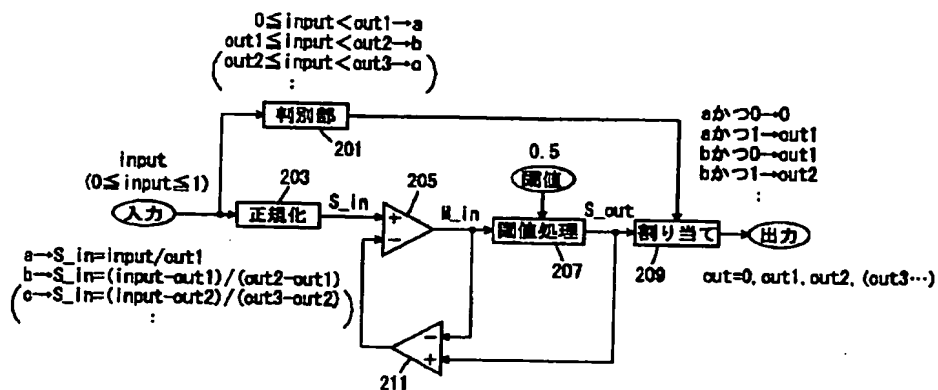 0≦input<out1→a
out1≦input<out2→b
(out2≦input<out3→c)
:
判別部
201
aかつ0→0
aかつ1→out1
bかつ0→out1
bかつ1→out2
:
input
(0≦input≦1)
0.5
閾値
入力
203
正規化
S_in
205
+
−
M_in
閾値処理
207
S_out
割り当て
209
出力
out=0, out1, out2, (out3…)
a→S_in=input/out1
b→S_in=(input-out1)/(out2-out1)
(c→S_in=(input-out2)/(out3-out2))
:
−
+
211